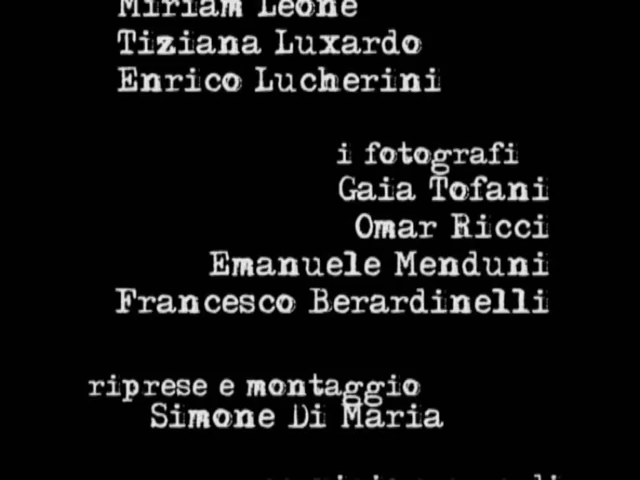 Miriam Leone
Tiziana Luxardo
Enrico Lucherini
i fotografi
Gaia Tofani
Omar Ricci
Emanuele Menduni
Francesco Berardinelli
riprese e montaggio
Simone Di Maria